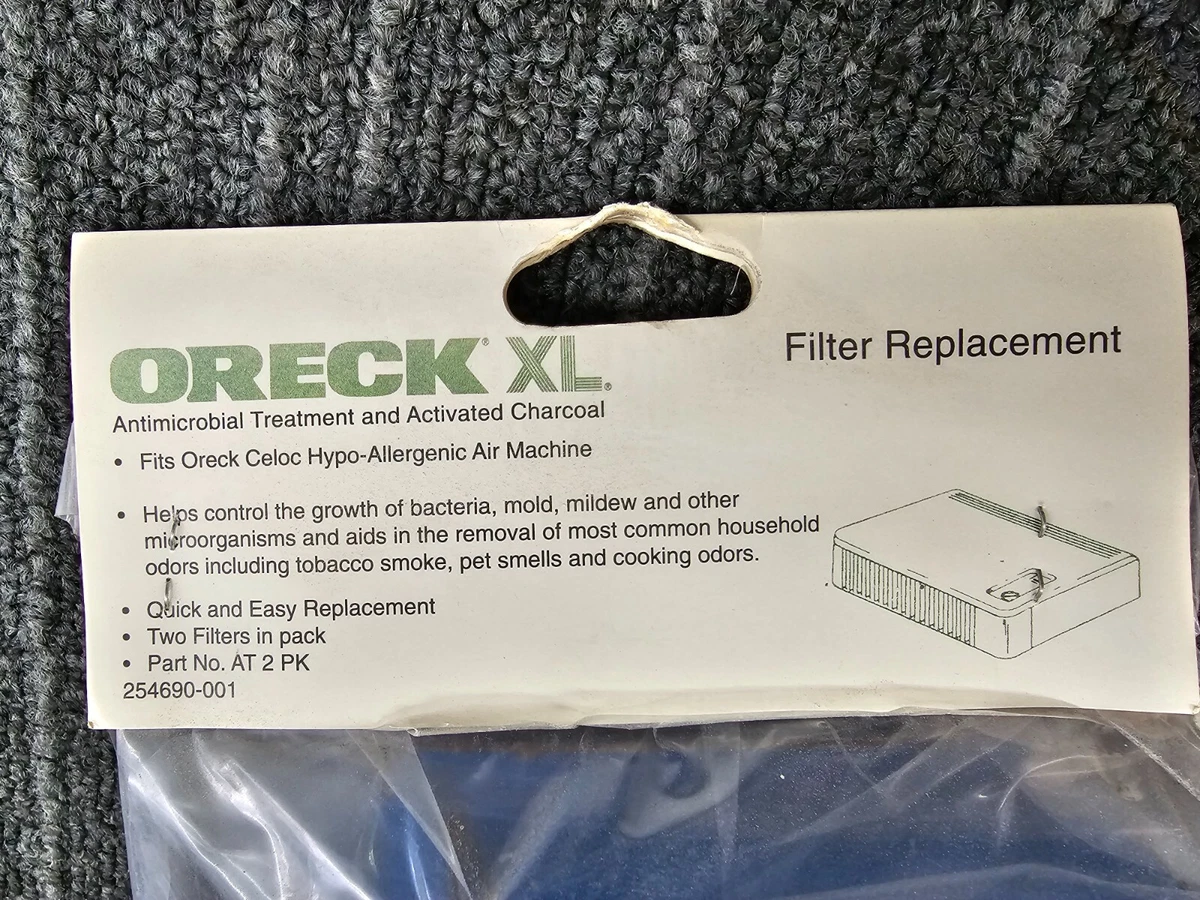 ORECK® XL®
Filter Replacement
Antimicrobial Treatment and Activated Charcoal
• Fits Oreck Celoc Hypo-Allergenic Air Machine
• Helps control the growth of bacteria, mold, mildew and other
microorganisms and aids in the removal of most common household
odors including tobacco smoke, pet smells and cooking odors.
• Quick and Easy Replacement
• Two Filters in pack
• Part No. AT 2 PK
254690-001